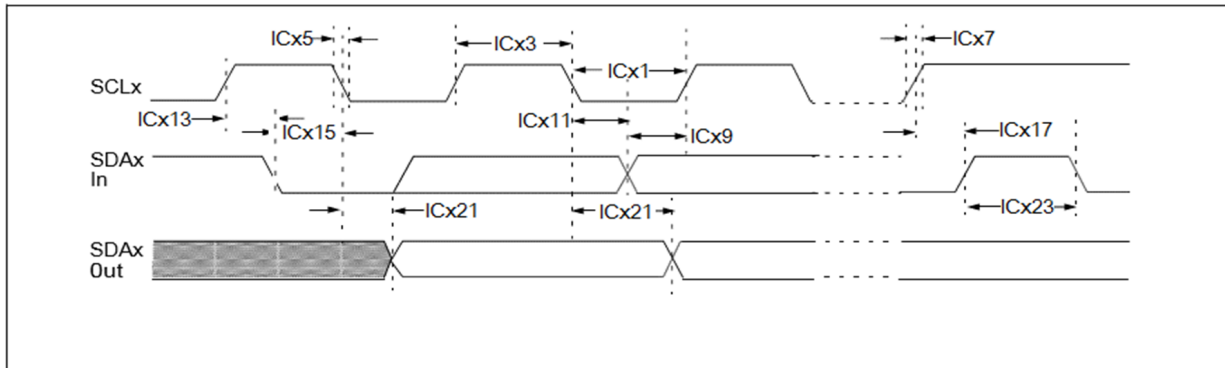 ICx5
ICx3
ICx7
ICx1
SCLx
ICx13
ICx15
ICx11
ICx9
ICx17
SDAx
In
ICx21
ICx21
ICx23
SDAx
Out